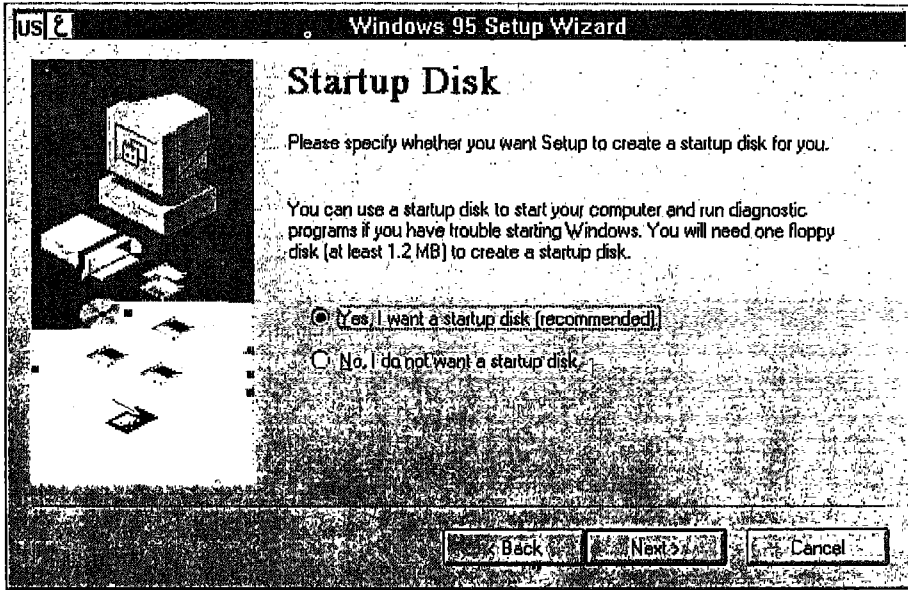 US ع
Windows 95 Setup Wizard
Startup Disk
Please specify whether you want Setup to create a startup disk for you.
You can use a startup disk to start your computer and run diagnostic
programs if you have trouble starting Windows. You will need one floppy
disk (at least 1.2 MB) to create a startup disk.
Yes, I want a startup disk (recommended).
No, I do not want a startup disk.
< Back
Next >
Cancel